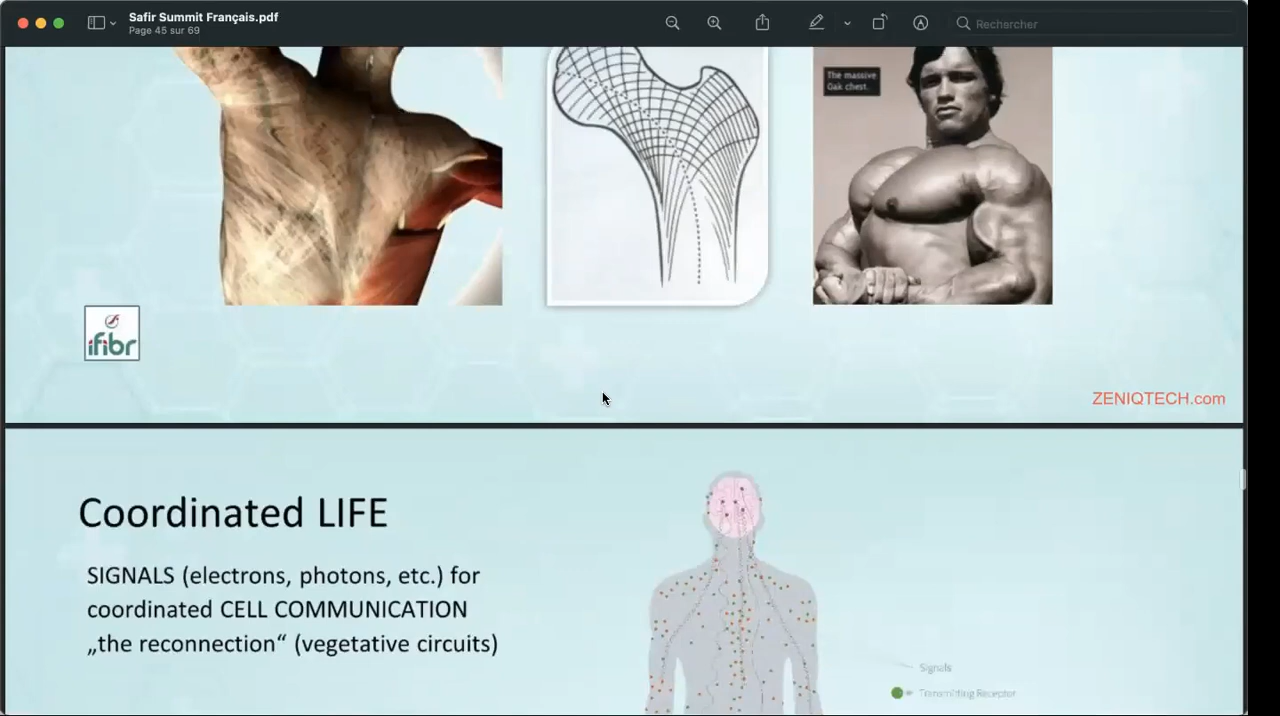 Safir Summit Français.pdf
Page 45 sur 69
Rechercher
The massive
Oak chest.
ifibr
ZENIQTECH.com
Coordinated LIFE
SIGNALS (electrons, photons, etc.) for
coordinated CELL COMMUNICATION
„the reconnection“ (vegetative circuits)
Signals
Transmitting Receptor